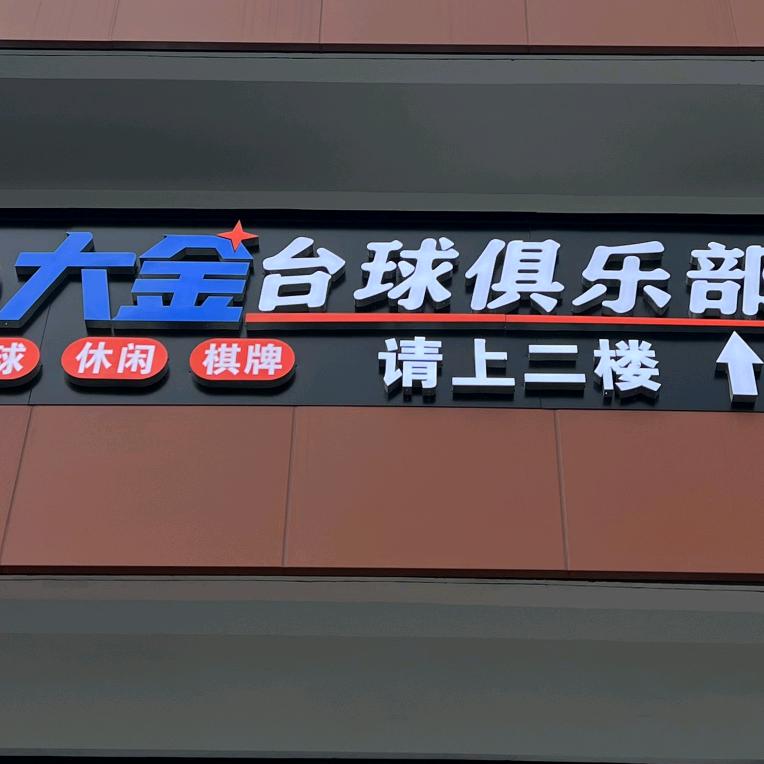 大金台球俱乐部
球 休闲 棋牌 请上二楼